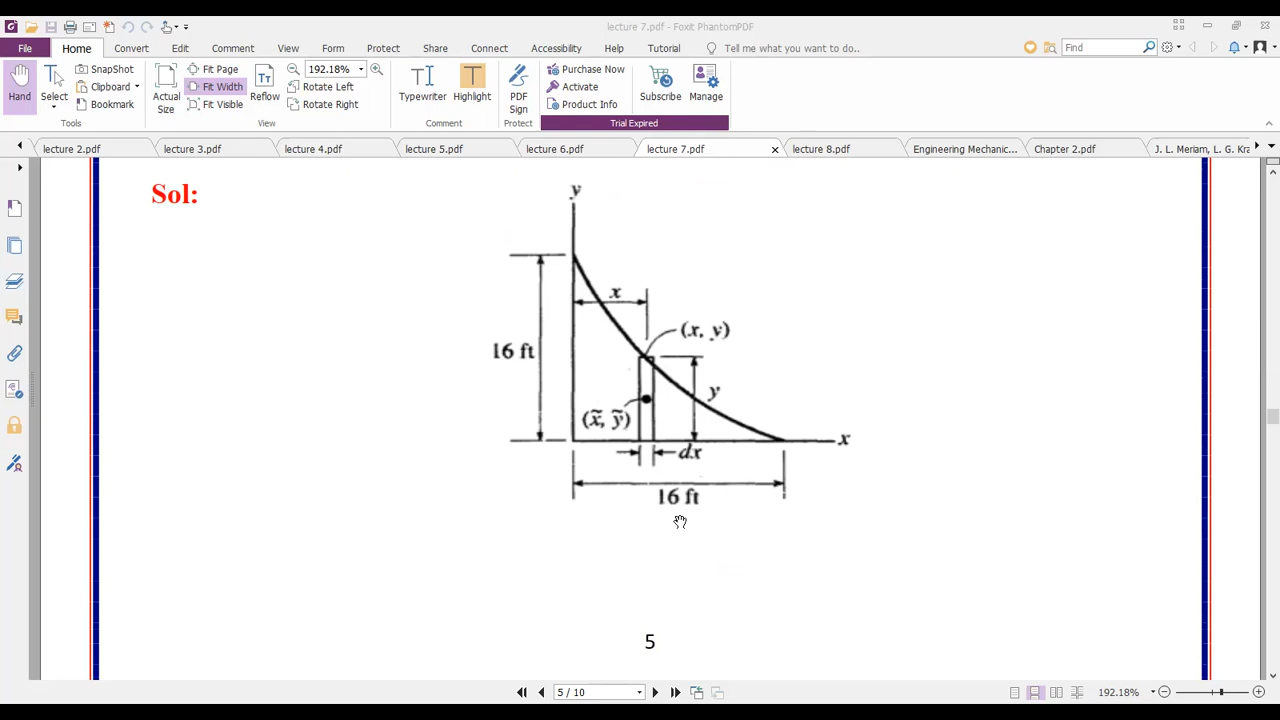 lecture 7.pdf - Foxit PhantomPDF
File Home Convert Edit Comment View Form Protect Share Connect Accessibility Help Tutorial Tell me what you want to do.. Find
Hand
Select
SnapShot
Clipboard
Bookmark
Tools
Actual Size
Fit Page
Fit Width
Fit Visible
Reflow
192.18%
Rotate Left
Rotate Right
View
Typewriter
Highlight
Comment
PDF Sign
Protect
Purchase Now
Activate
Product Info
Trial Expired
Subscribe
Manage
lecture 2.pdf lecture 3.pdf lecture 4.pdf lecture 5.pdf lecture 6.pdf lecture 7.pdf lecture 8.pdf Engineering Mechanic... Chapter 2.pdf J. L. Meriam, L. G. Kra
Sol:
y
x
(x, y)
16 ft
y
(x̃, ỹ)
x
dx
16 ft
5
5 / 10
192.18%